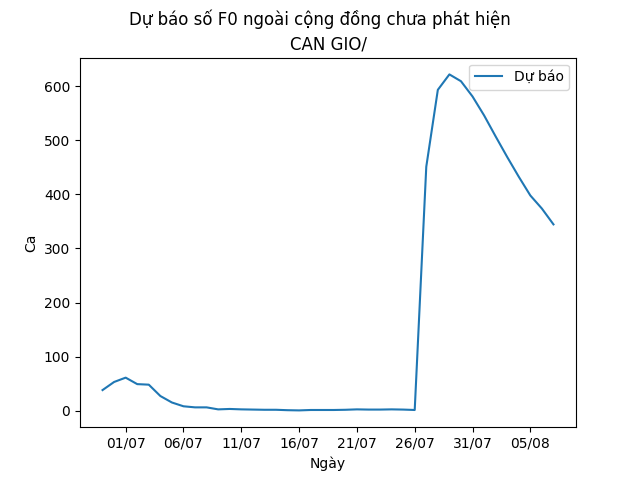 Dự báo số F0 ngoài cộng đồng chưa phát hiện
CAN GIO/
Dự báo
600
500
400
300
200
100
0
Ca
01/07 06/07 11/07 16/07 21/07 26/07 31/07 05/08
Ngày